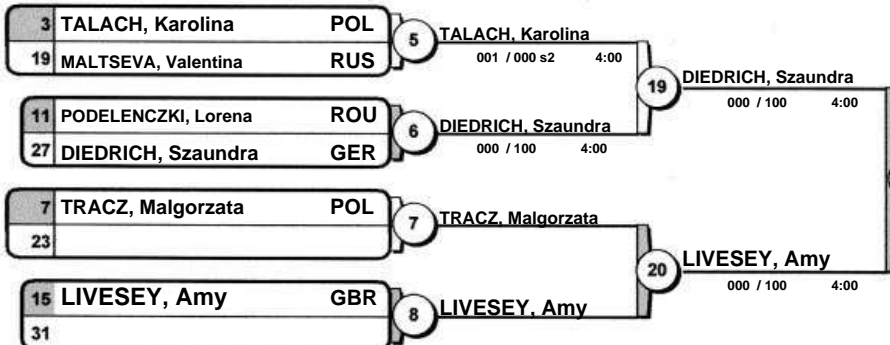 3 TALACH, Karolina POL
19 MALTSEVA, Valentina RUS
5
TALACH, Karolina
001 / 000 s2 4:00
11 PODELENCZKI, Lorena ROU
27 DIEDRICH, Szaundra GER
6
DIEDRICH, Szaundra
000 / 100 4:00
19
DIEDRICH, Szaundra
000 / 100 4:00
7 TRACZ, Malgorzata POL
23
7
TRACZ, Malgorzata
15 LIVESEY, Amy GBR
31
8
LIVESEY, Amy
20
LIVESEY, Amy
000 / 100 4:00